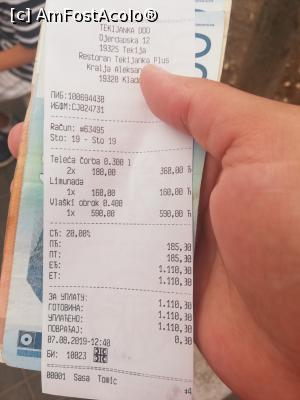 [c] AmFostAcolo®
TEKIJANKA DOO
Djerdapska 12
19325 Tekija
Restoran Tekijanka Plus
Kralja Aleksan
19320 Klado
ПИБ:100694430
ИБФМ:CJ024731
Račun: #63495
Sto: 19 - Sto 19
Teleća čorba 0.300 l
2x 180,00 360,00 Ђ
Limunada
1x 160,00 160,00 Ђ
Vlaški obrok 0.400
1x 590,00 590,00 Ђ
СЂ: 20,00%
ПЂ: 185,30
ПТ: 185,30
ЕЂ: 1.110,30
ЕТ: 1.110,30
ЗА УПЛАТУ: 1.110,30
ГОТОВИНА: 1.110,30
УПЛАЋЕНО: 1.110,30
ПОВРАЋАЈ: 0,30
07.08.2019-12:40
БИ: 10023
00001 Sasa Tomic #4